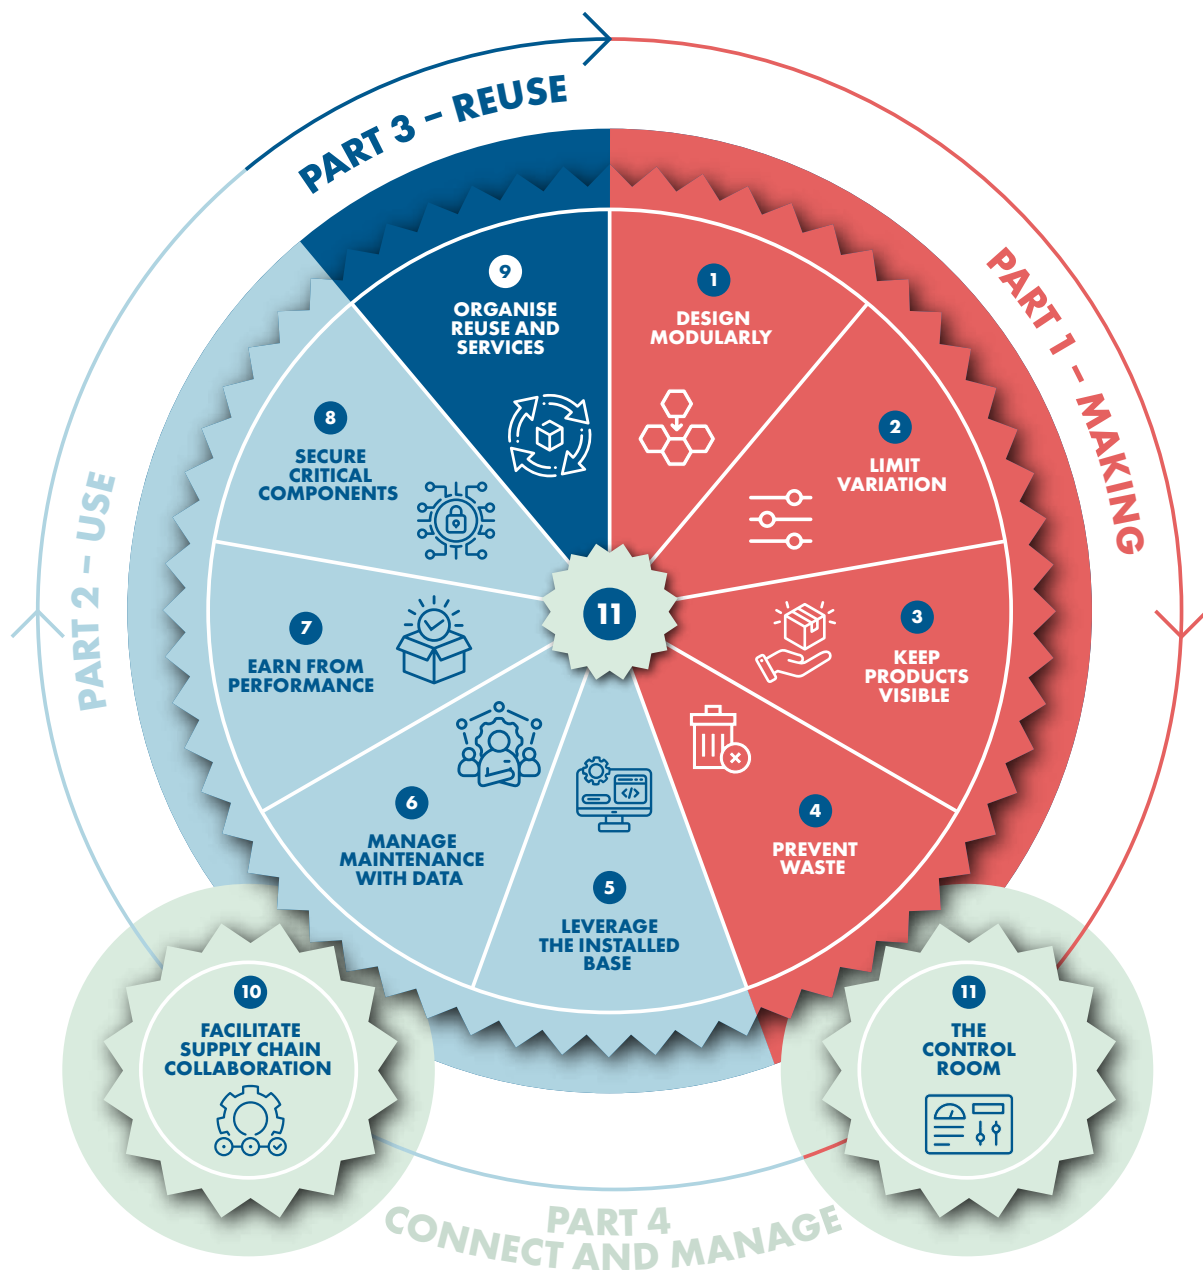 PART 3 – REUSE
PART 1 – MAKING
PART 2 – USE
1
DESIGN
MODULARLY
2
LIMIT
VARIATION
3
KEEP
PRODUCTS
VISIBLE
4
PREVENT
WASTE
5
LEVERAGE
THE INSTALLED
BASE
6
MANAGE
MAINTENANCE
WITH DATA
7
EARN FROM
PERFORMANCE
8
SECURE
CRITICAL
COMPONENTS
9
ORGANISE
REUSE AND
SERVICES
11
10
FACILITATE
SUPPLY CHAIN
COLLABORATION
11
THE
CONTROL
ROOM
PART 4
CONNECT AND MANAGE